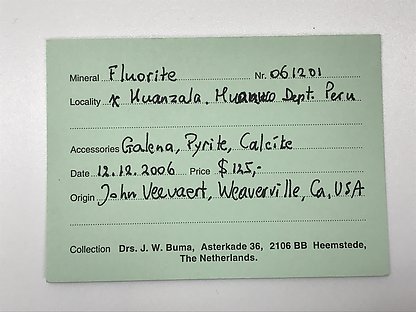 Mineral Fluorite Nr. 061201
Locality x Huanzala. Huanuco Dept. Peru
Accessories Galena, Pyrite, Calcite
Date 12.12.2006 Price $125,-
Origin John Veevaert, Weaverville, Ca, USA
Collection Drs. J. W. Buma, Asterkade 36, 2106 BB Heemstede,
The Netherlands.